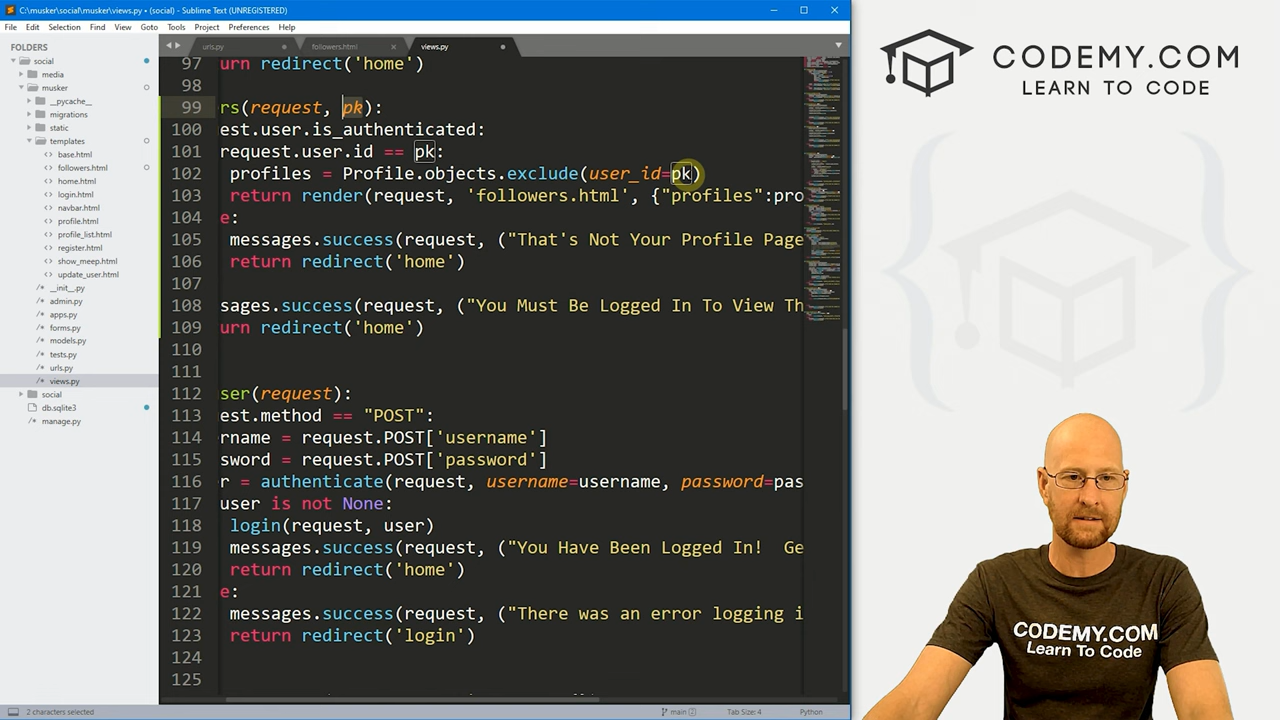 C:\musker\social\musker\views.py • (social) - Sublime Text (UNREGISTERED)
File Edit Selection Find View Goto Tools Project Preferences Help
FOLDERS
social
media
musker
__pycache__
migrations
static
templates
base.html
followers.html
home.html
login.html
navbar.html
profile.html
profile_list.html
register.html
show_meep.html
update_user.html
__init__.py
admin.py
apps.py
forms.py
models.py
tests.py
urls.py
views.py
social
db.sqlite3
manage.py
urls.py followers.html views.py
97 urn redirect('home')
98
99 rs(request, pk):
100 est.user.is_authenticated:
101 request.user.id == pk:
102 profiles = Profile.objects.exclude(user_id=pk)
103 return render(request, 'followers.html', {"profiles":pro
104 e:
105 messages.success(request, ("That's Not Your Profile Page
106 return redirect('home')
107
108 sages.success(request, ("You Must Be Logged In To View Th
109 urn redirect('home')
110
111
112 ser(request):
113 est.method == "POST":
114 rname = request.POST['username']
115 sword = request.POST['password']
116 r = authenticate(request, username=username, password=pas
117 user is not None:
118 login(request, user)
119 messages.success(request, ("You Have Been Logged In!  Ge
120 return redirect('home')
121 e:
122 messages.success(request, ("There was an error logging i
123 return redirect('login')
124
125
2 characters selected
main
Tab Size: 4
Python
CODEMY.COM
LEARN TO CODE
CODEMY.COM
Learn To Code